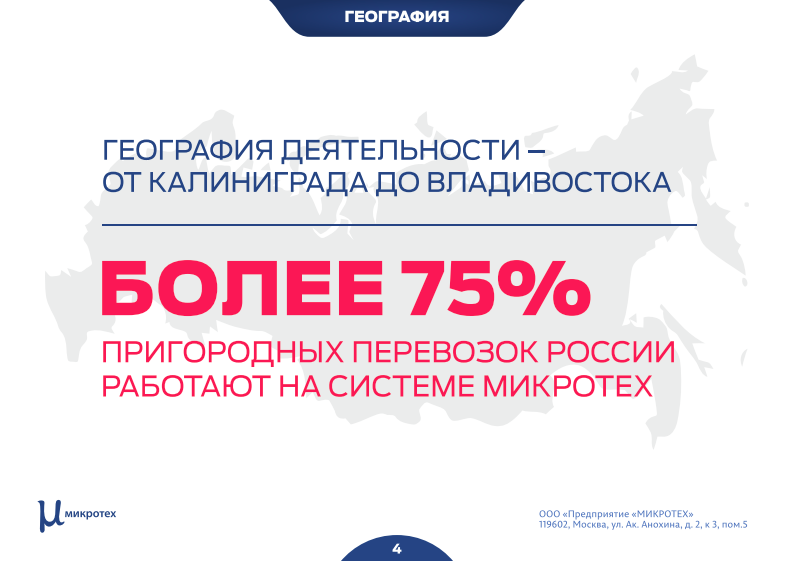 ГЕОГРАФИЯ
ГЕОГРАФИЯ ДЕЯТЕЛЬНОСТИ –
ОТ КАЛИНИГРАДА ДО ВЛАДИВОСТОКА
БОЛЕЕ 75%
ПРИГОРОДНЫХ ПЕРЕВОЗОК РОССИИ
РАБОТАЮТ НА СИСТЕМЕ МИКРОТЕХ
μ микротех
ООО «Предприятие «МИКРОТЕХ»
119602, Москва, ул. Ак. Анохина, д. 2, к 3, пом.5
4